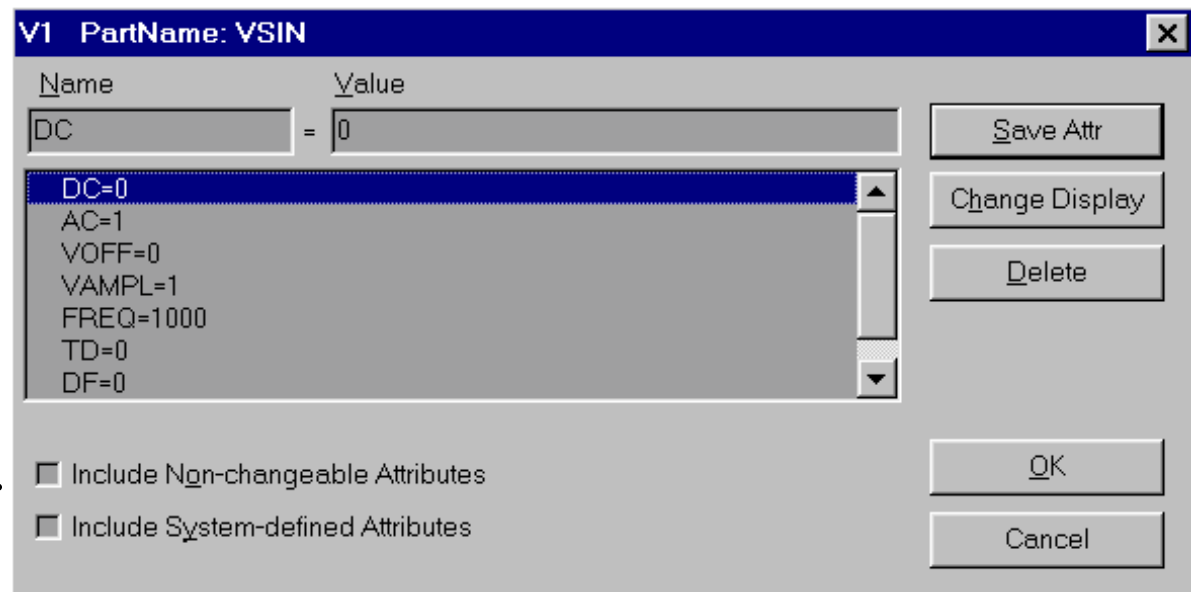 V1 PartName: VSIN
Name Value
DC = 0
Save Attr
DC=0
AC=1
VOFF=0
VAMPL=1
FREQ=1000
TD=0
DF=0
Change Display
Delete
Include Non-changeable Attributes
Include System-defined Attributes
OK
Cancel